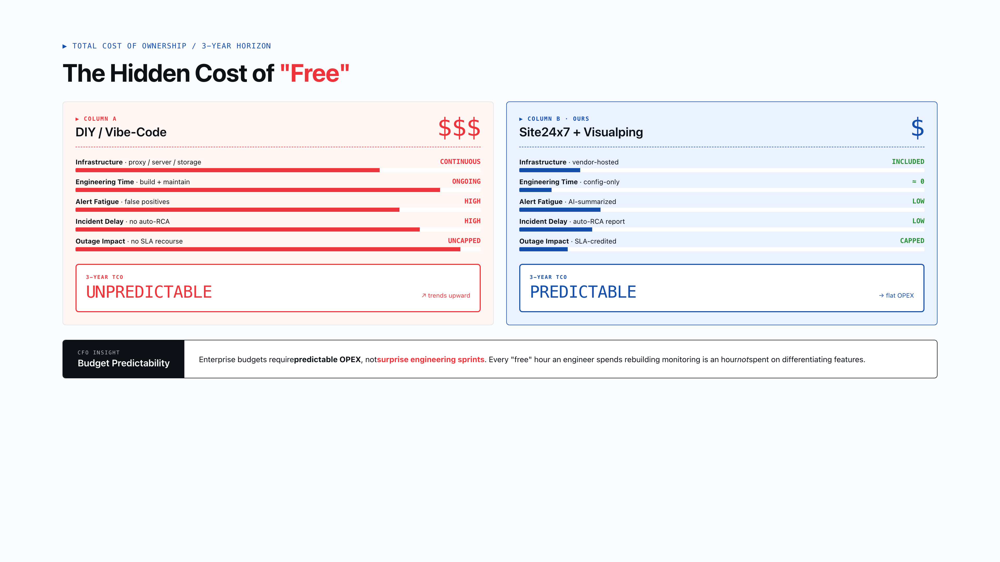 ▶ TOTAL COST OF OWNERSHIP / 3-YEAR HORIZON
The Hidden Cost of "Free"
▶ COLUMN A
DIY / Vibe-Code
$$$
Infrastructure · proxy / server / storage CONTINUOUS
Engineering Time · build + maintain ONGOING
Alert Fatigue · false positives HIGH
Incident Delay · no auto-RCA HIGH
Outage Impact · no SLA recourse UNCAPPED
3-YEAR TCO
UNPREDICTABLE
↗ trends upward
▶ COLUMN B · OURS
Site24x7 + Visualping
$
Infrastructure · vendor-hosted INCLUDED
Engineering Time · config-only ≈ 0
Alert Fatigue · AI-summarized LOW
Incident Delay · auto-RCA report LOW
Outage Impact · SLA-credited CAPPED
3-YEAR TCO
PREDICTABLE
→ flat OPEX
CFO INSIGHT
Budget Predictability
Enterprise budgets requirepredictable OPEX, notsurprise engineering sprints. Every "free" hour an engineer spends rebuilding monitoring is an hournotspent on differentiating features.